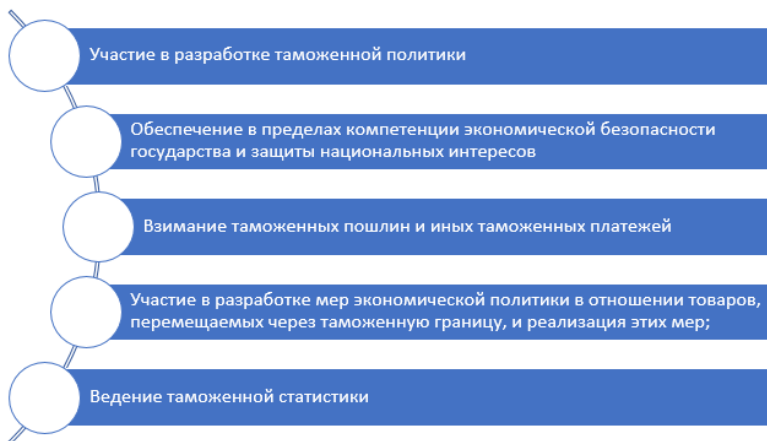 Участие в разработке таможенной политики
Обеспечение в пределах компетенции экономической безопасности
государства и защиты национальных интересов
Взимание таможенных пошлин и иных таможенных платежей
Участие в разработке мер экономической политики в отношении товаров,
перемещаемых через таможенную границу, и реализация этих мер;
Ведение таможенной статистики